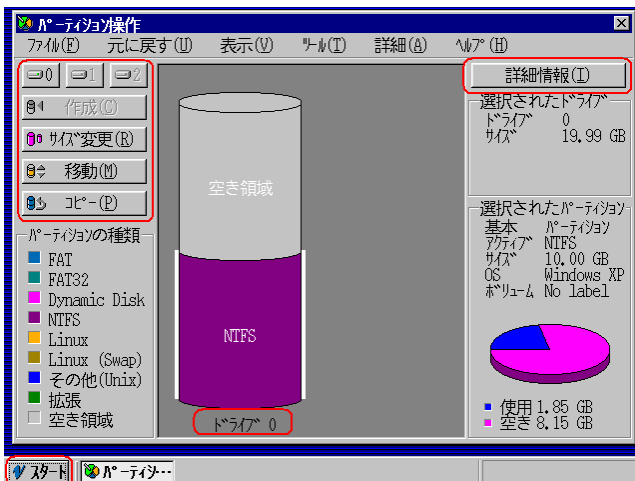 ﾊﾟｰﾃｨｼｮﾝ操作
ﾌｧｲﾙ(F) 元に戻す(U) 表示(V) ﾂｰﾙ(T) 詳細(A) ﾍﾙﾌﾟ(H)
0 1 2
作成(C)
ｻｲｽﾞ変更(R)
移動(M)
ｺﾋﾟｰ(P)
ﾊﾟｰﾃｨｼｮﾝの種類
FAT
FAT32
Dynamic Disk
NTFS
Linux
Linux (Swap)
その他(Unix)
拡張
空き領域
空き領域
NTFS
ﾄﾞﾗｲﾌﾞ 0
詳細情報(I)
選択されたﾄﾞﾗｲﾌﾞ
ﾄﾞﾗｲﾌﾞ 0
ｻｲｽﾞ 19.99 GB
選択されたﾊﾟｰﾃｨｼｮﾝ
基本 ﾊﾟｰﾃｨｼｮﾝ
ｱｸﾃｨﾌﾞ NTFS
ｻｲｽﾞ 10.00 GB
OS Windows XP
ﾎﾞﾘｭｰﾑ No label
使用 1.85 GB
空き 8.15 GB
ｽﾀｰﾄ ﾊﾟｰﾃｨｼ･･･